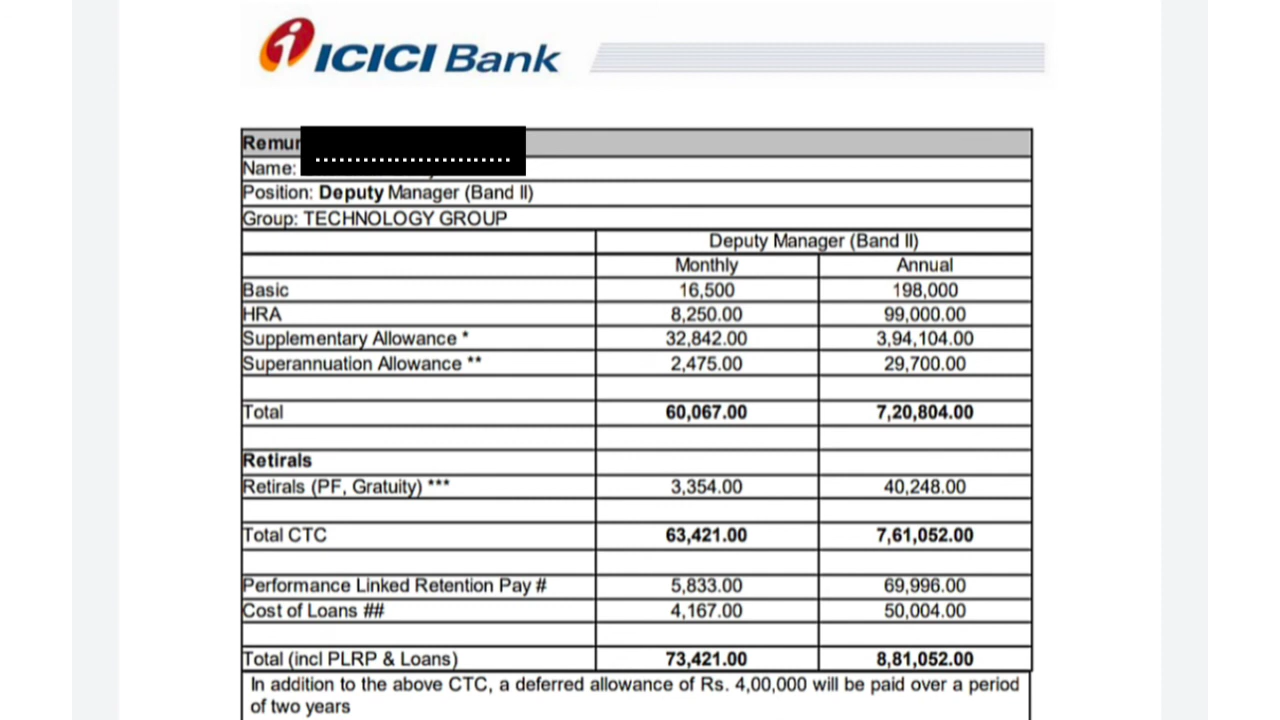 ICICI Bank
Remun
Name:
Position: Deputy Manager (Band II)
Group: TECHNOLOGY GROUP
Deputy Manager (Band II)
Monthly Annual
Basic 16,500 198,000
HRA 8,250.00 99,000.00
Supplementary Allowance * 32,842.00 3,94,104.00
Superannuation Allowance ** 2,475.00 29,700.00
Total 60,067.00 7,20,804.00
Retirals
Retirals (PF, Gratuity) *** 3,354.00 40,248.00
Total CTC 63,421.00 7,61,052.00
Performance Linked Retention Pay # 5,833.00 69,996.00
Cost of Loans ## 4,167.00 50,004.00
Total (incl PLRP & Loans) 73,421.00 8,81,052.00
In addition to the above CTC, a deferred allowance of Rs. 4,00,000 will be paid over a period
of two years